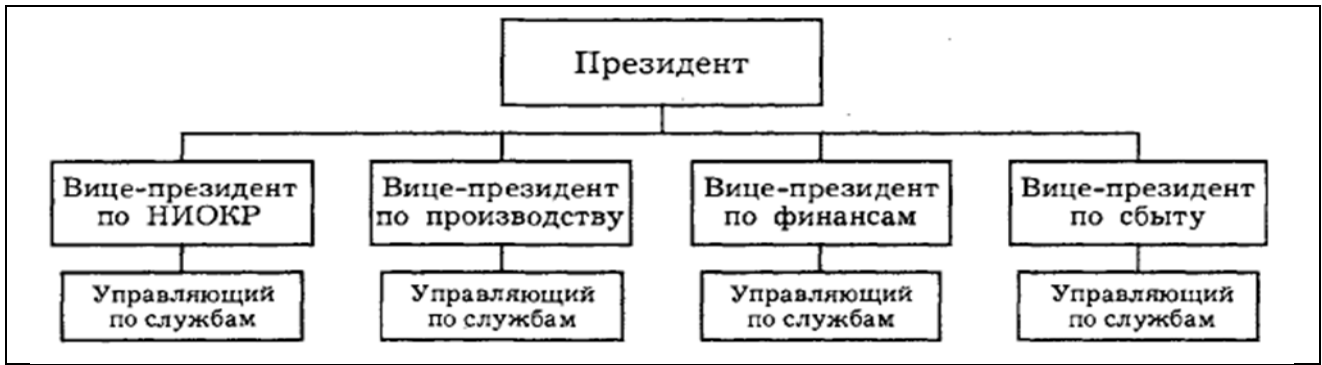 Президент
Вице-президент
по НИОКР
Вице-президент
по производству
Вице-президент
по финансам
Вице-президент
по сбыту
Управляющий
по службам
Управляющий
по службам
Управляющий
по службам
Управляющий
по службам